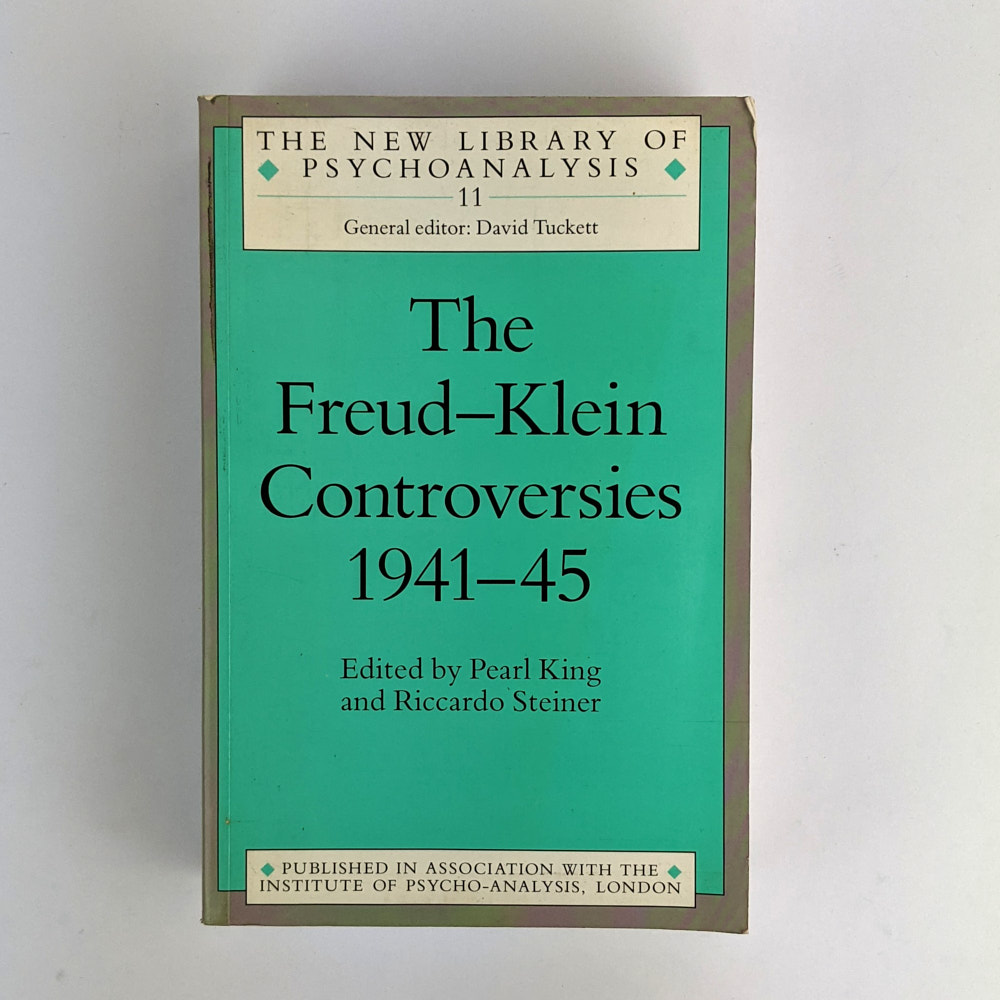 THE NEW LIBRARY OF
PSYCHOANALYSIS
11
General editor: David Tuckett
The
Freud–Klein
Controversies
1941–45
Edited by Pearl King
and Riccardo Steiner
PUBLISHED IN ASSOCIATION WITH THE
INSTITUTE OF PSYCHO-ANALYSIS, LONDON